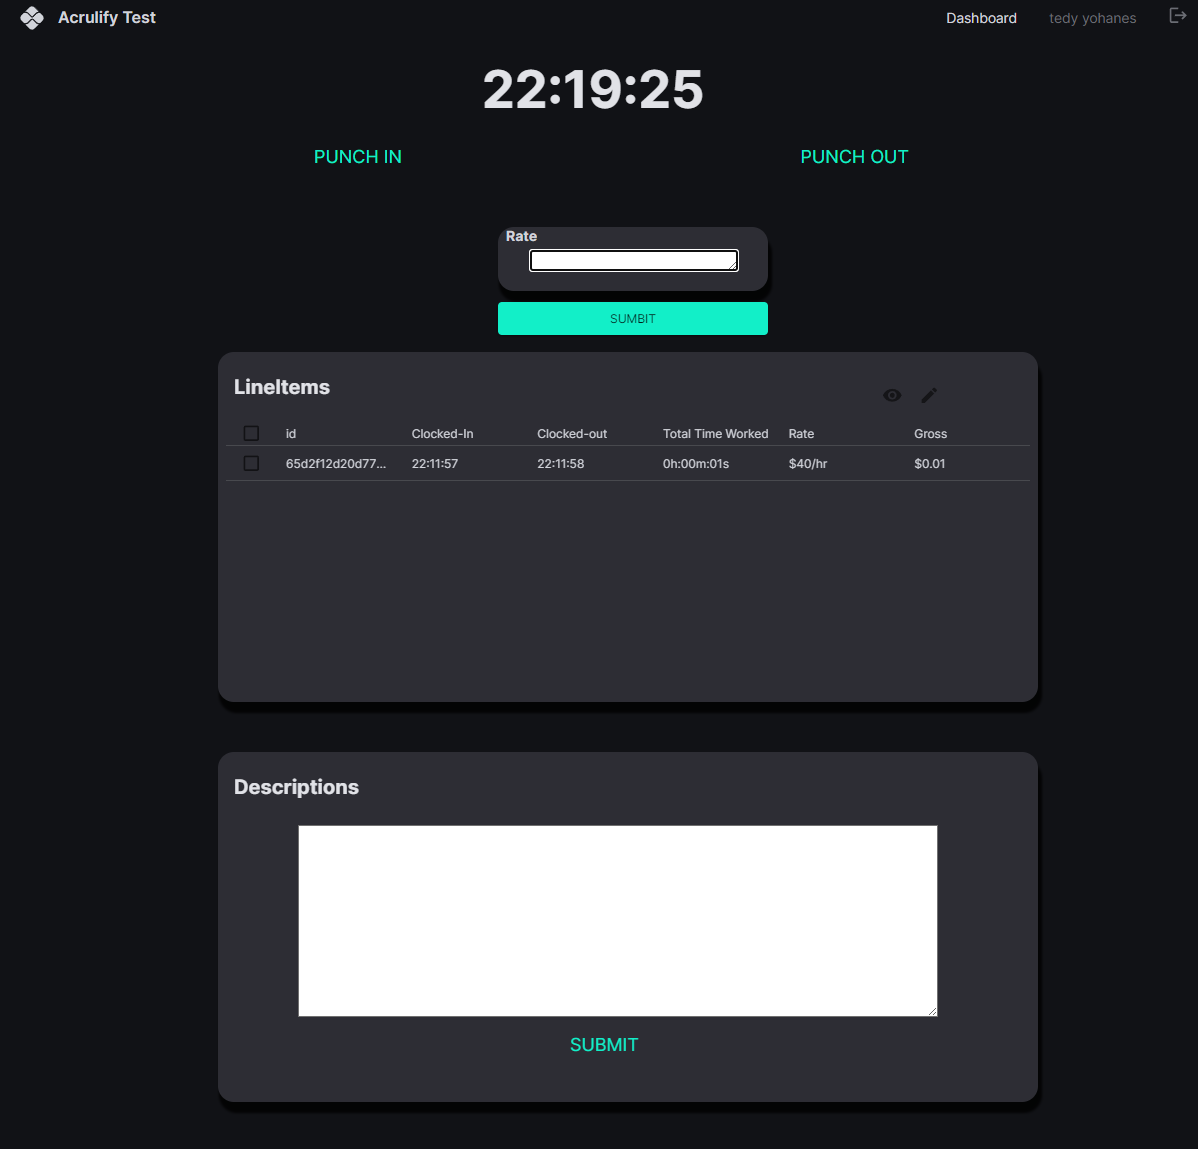 Acrulify Test Dashboard tedy yohanes
22:19:25
PUNCH IN PUNCH OUT
Rate
SUMBIT
LineItems
id Clocked-In Clocked-out Total Time Worked Rate Gross
65d2f12d20d77... 22:11:57 22:11:58 0h:00m:01s $40/hr $0.01
Descriptions
SUBMIT